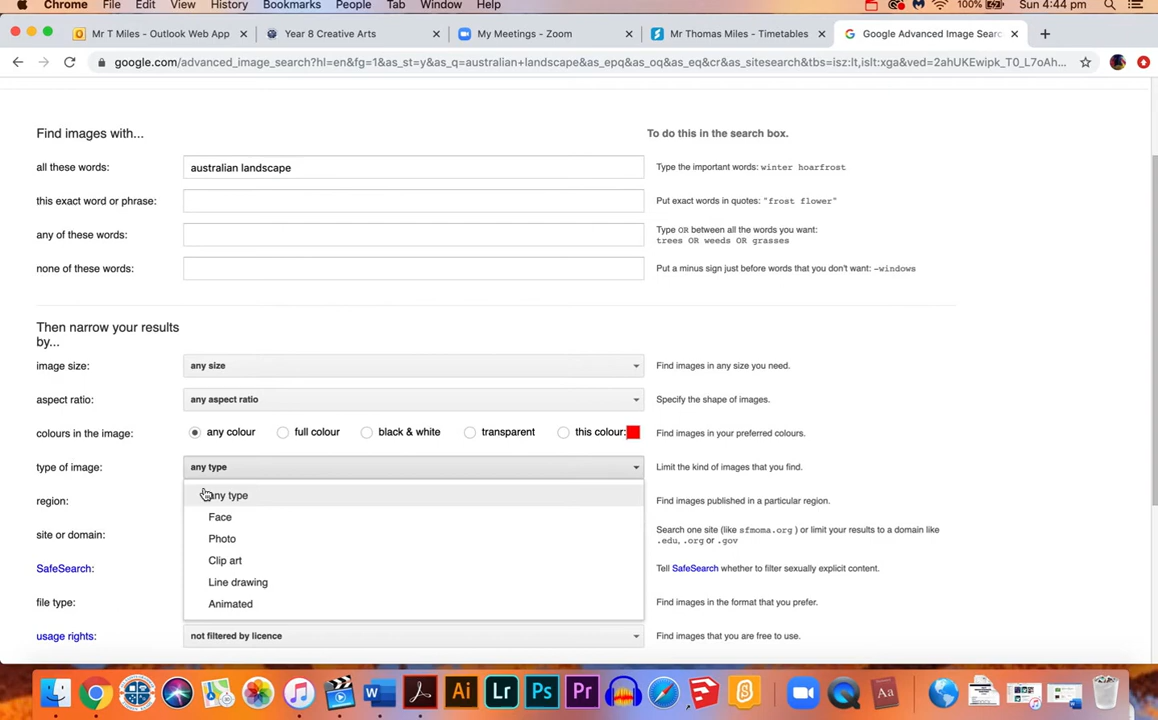 Chrome File Edit View History Bookmarks People Tab Window Help 100% Sun 4:44 pm
Mr T Miles - Outlook Web App Year 8 Creative Arts My Meetings - Zoom Mr Thomas Miles - Timetables Google Advanced Image Searc
google.com/advanced_image_search?hl=en&fg=1&as_st=y&as_q=australian+landscape&as_epq&as_oq&as_eq&cr&as_sitesearch&tbs=isz:lt,islt:xga&ved=2ahUKEwipk_T0_L7oAh...
Find images with... To do this in the search box.
all these words: australian landscape Type the important words: winter hoarfrost
this exact word or phrase: Put exact words in quotes: "frost flower"
any of these words: Type OR between all the words you want:
trees OR weeds OR grasses
none of these words: Put a minus sign just before words that you don't want: -windows
Then narrow your results
by...
image size: any size Find images in any size you need.
aspect ratio: any aspect ratio Specify the shape of images.
colours in the image: any colour full colour black & white transparent this colour: Find images in your preferred colours.
type of image: any type Limit the kind of images that you find.
region: any type Find images published in a particular region.
Face
site or domain: Photo Search one site (like sfmoma.org ) or limit your results to a domain like
.edu, .org or .gov
SafeSearch: Clip art Tell SafeSearch whether to filter sexually explicit content.
Line drawing
file type: Animated Find images in the format that you prefer.
usage rights: not filtered by licence Find images that you are free to use.
W Ai Lr Ps Pr Aa